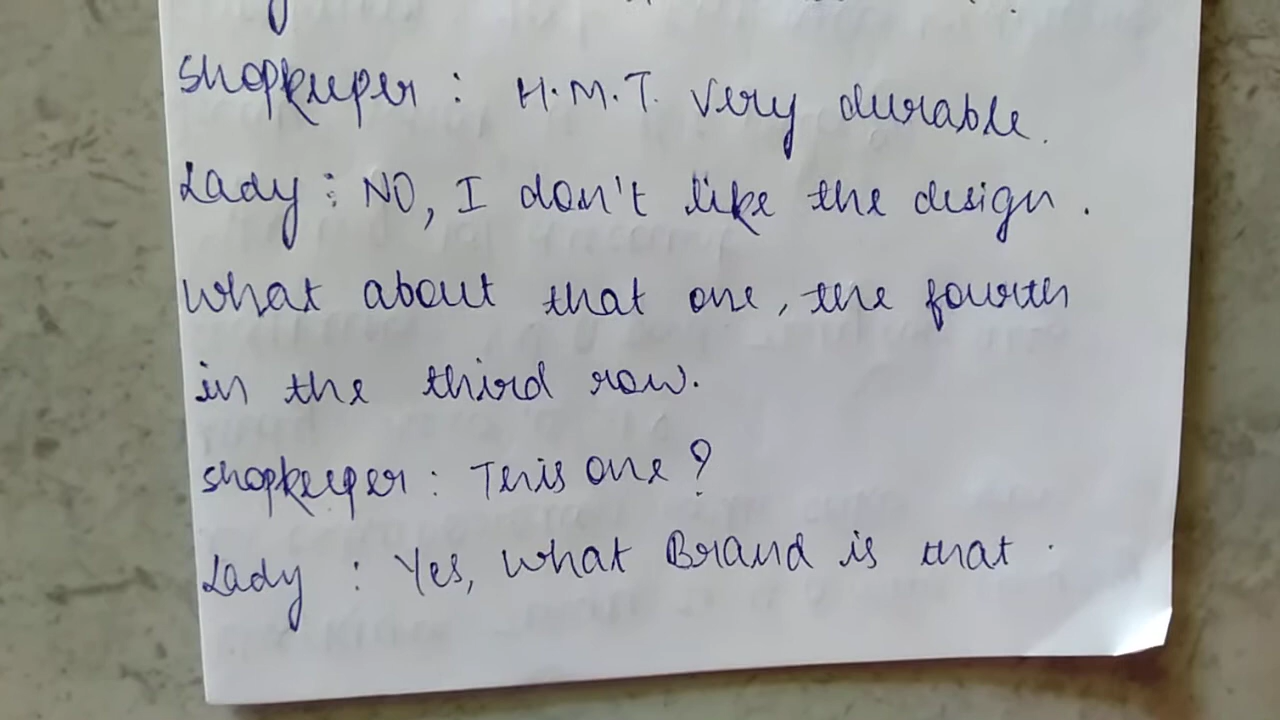 Shopkeeper : H.M.T. very durable.
Lady : NO, I don't like the design.
what about that one, the fourth
in the third row.
shopkeeper : This one ?
Lady : Yes, what Brand is that.